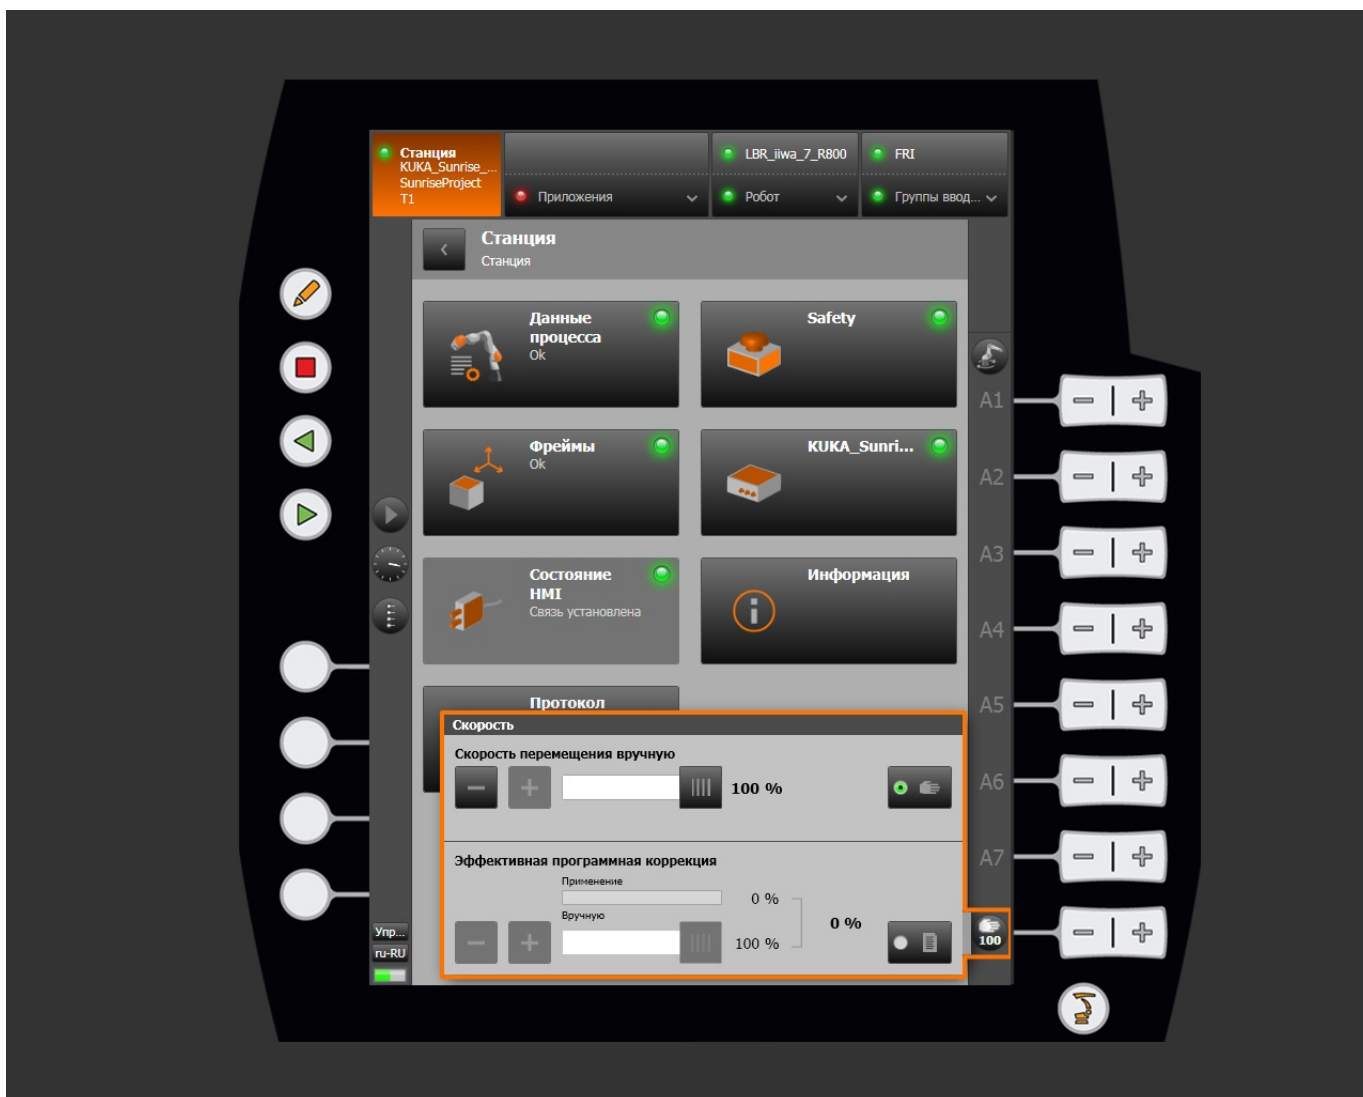 Станция
KUKA_Sunrise_...
SunriseProject
T1
Приложения
LBR_iiwa_7_R800
Робот
FRI
Группы ввод...
Станция
Станция
Данные
процесса
Ok
Safety
Фреймы
Ok
KUKA_Sunri...
Состояние
HMI
Связь установлена
Информация
Протокол
A1
A2
A3
A4
A5
A6
A7
Скорость
Скорость перемещения вручную
100 %
Эффективная программная коррекция
Применение
0 %
Вручную
0 %
100 %
100
Упр...
ru-RU